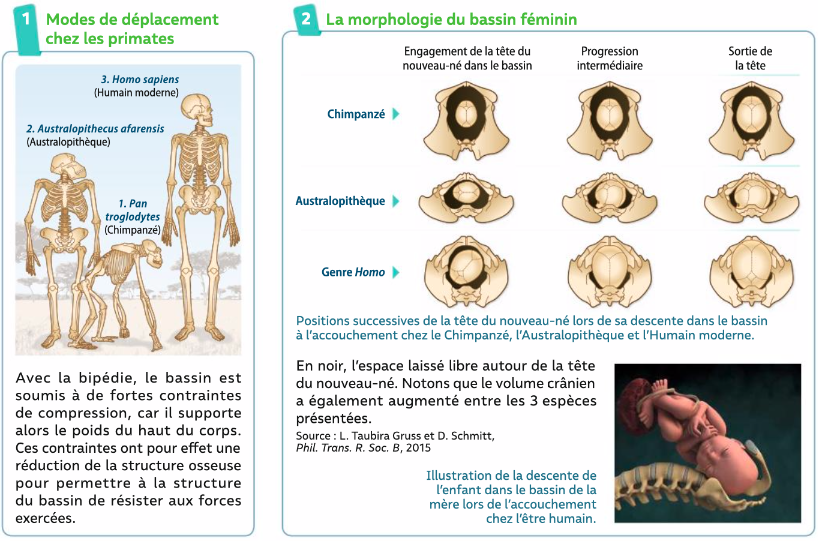 1 Modes de déplacement
chez les primates
3. Homo sapiens
(Humain moderne)
2. Australopithecus afarensis
(Australopithèque)
1. Pan
troglodytes
(Chimpanzé)
Avec la bipédie, le bassin est
soumis à de fortes contraintes
de compression, car il supporte
alors le poids du haut du corps.
Ces contraintes ont pour effet une
réduction de la structure osseuse
pour permettre à la structure
du bassin de résister aux forces
exercées.
2 La morphologie du bassin féminin
Engagement de la tête du
nouveau-né dans le bassin
Progression
intermédiaire
Sortie de
la tête
Chimpanzé
Australopithèque
Genre Homo
Positions successives de la tête du nouveau-né lors de sa descente dans le bassin
à l'accouchement chez le Chimpanzé, l'Australopithèque et l'Humain moderne.
En noir, l'espace laissé libre autour de la tête
du nouveau-né. Notons que le volume crânien
a également augmenté entre les 3 espèces
présentées.
Source : L. Taubira Gruss et D. Schmitt,
Phil. Trans. R. Soc. B, 2015
Illustration de la descente de
l'enfant dans le bassin de la
mère lors de l'accouchement
chez l'être humain.